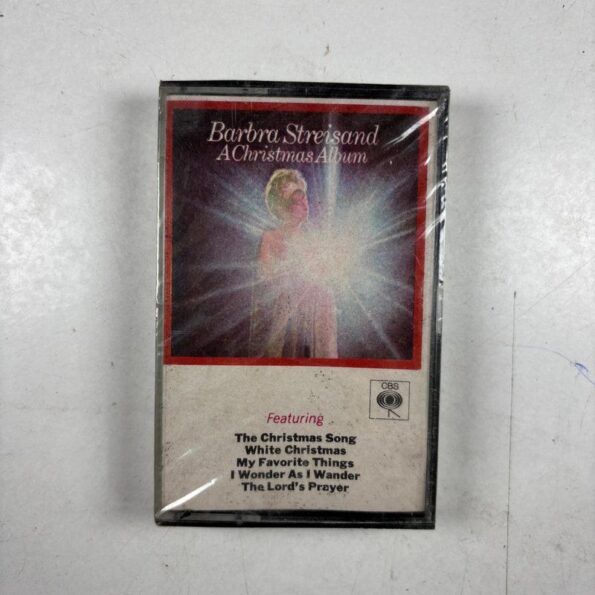 Barbra Streisand
A Christmas Album
CBS
Featuring
The Christmas Song
White Christmas
My Favorite Things
I Wonder As I Wander
The Lord's Prayer